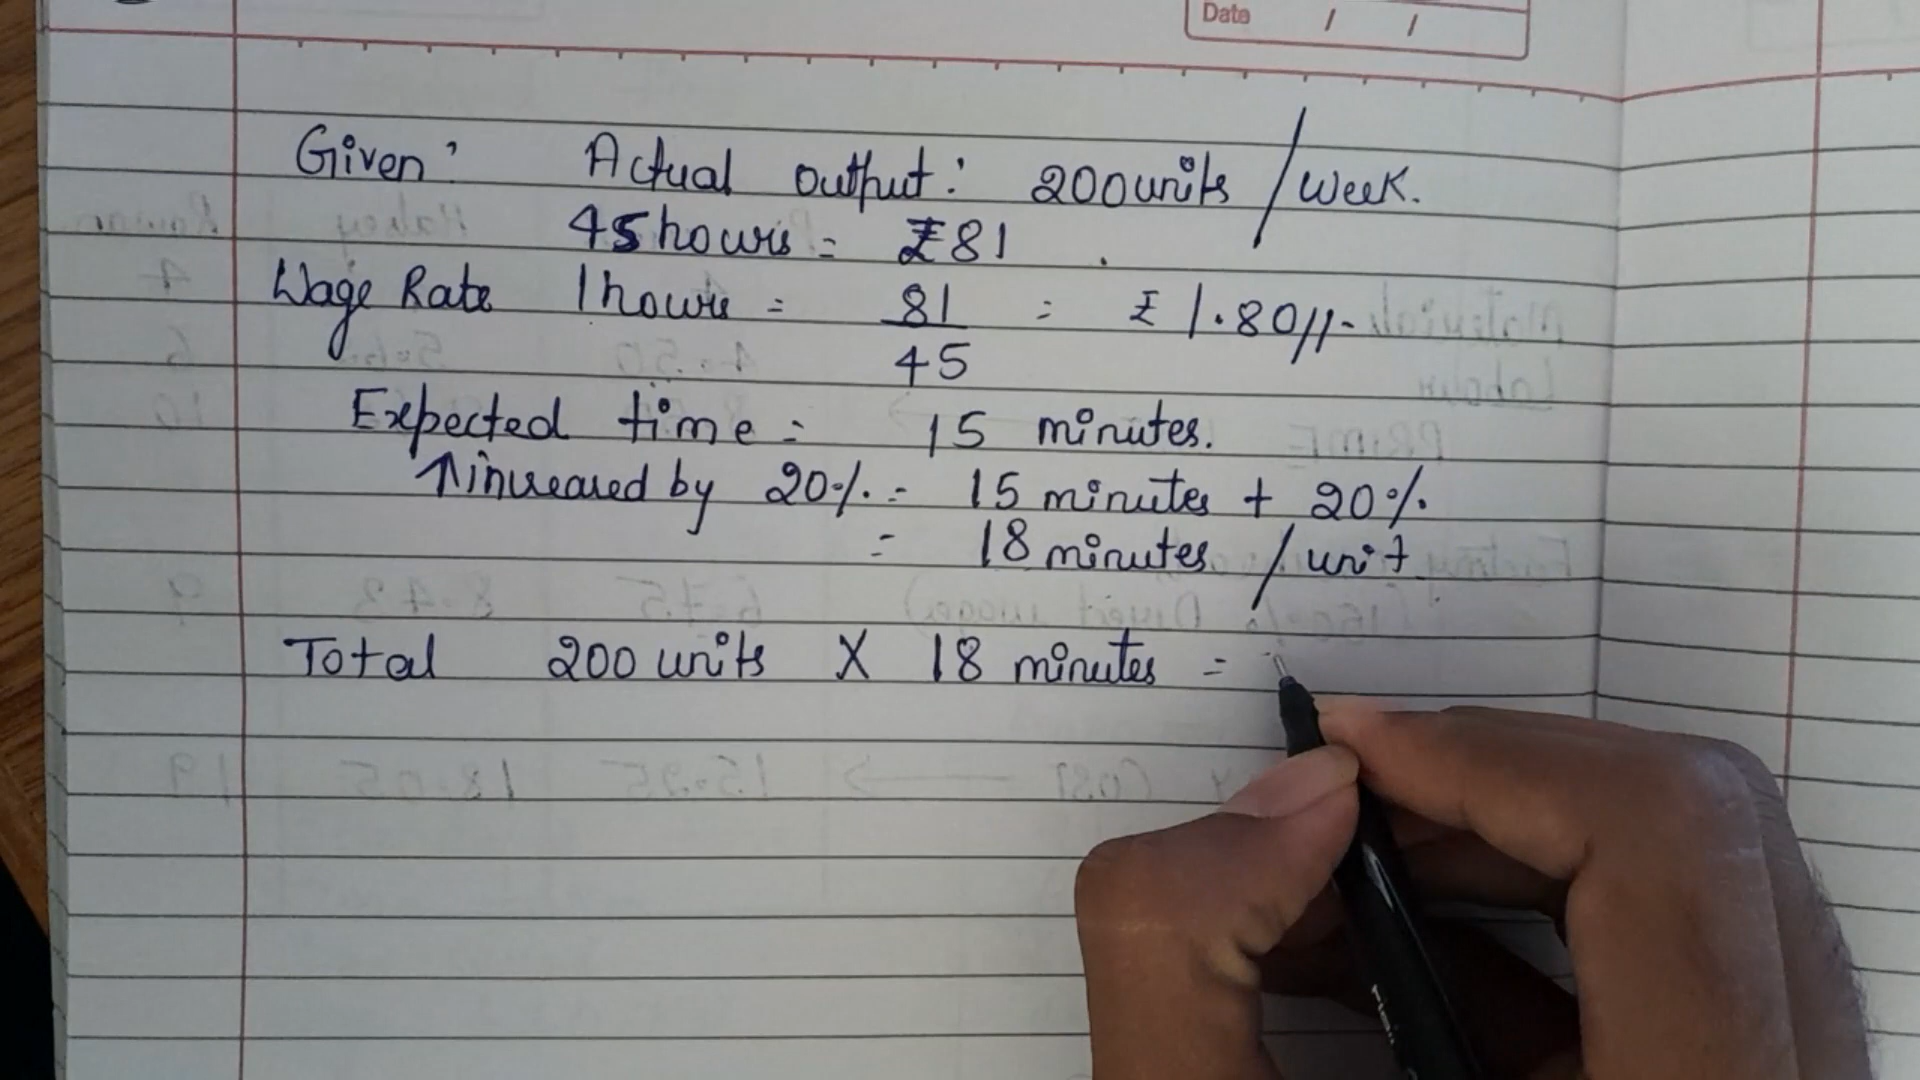 Date / /
Given: Actual output: 200 units / week.
45 hours = ₹81.
Wage Rate 1 hours = 81 = ₹ 1.80//-
45
Expected time = 15 minutes.
↑ increased by 20% = 15 minutes + 20%
= 18 minutes / unit
Total 200 units X 18 minutes =